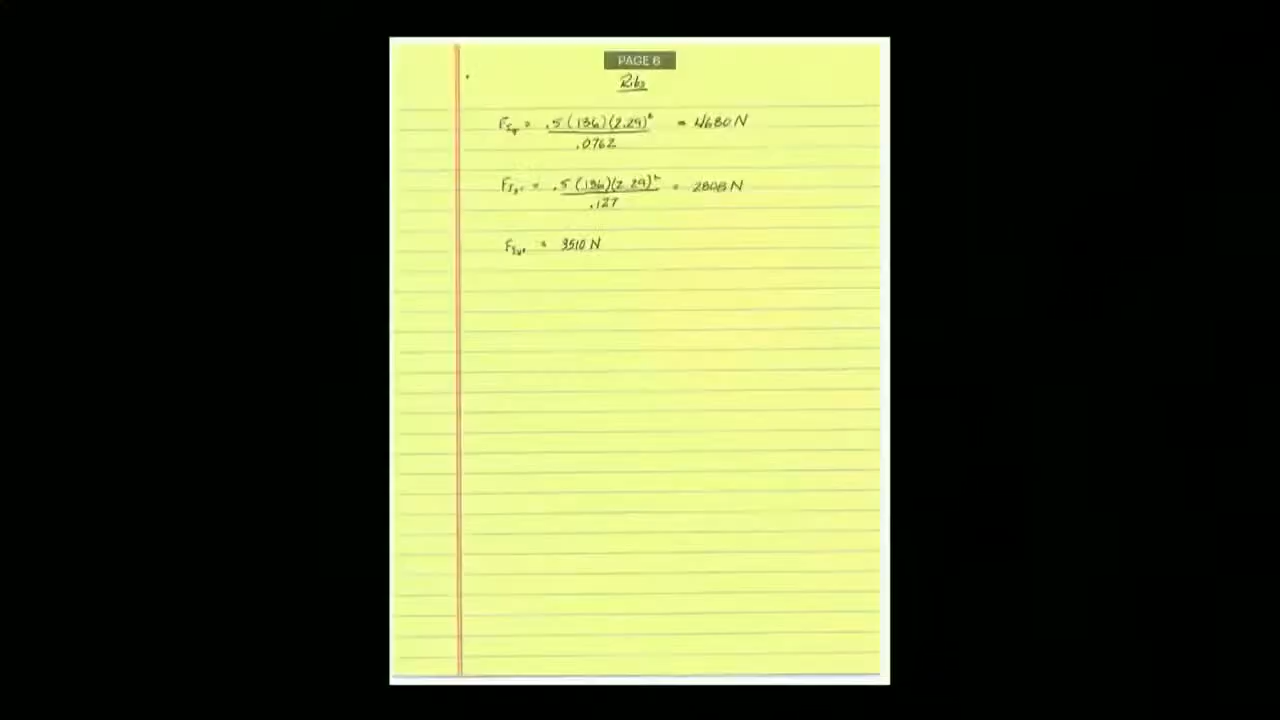 PAGE 6
Ribs
= .5 (136)(2.29)² = 4680 N
.0762
= .5 (.136)(2.29)² = 2808 N
.127
= 3510 N